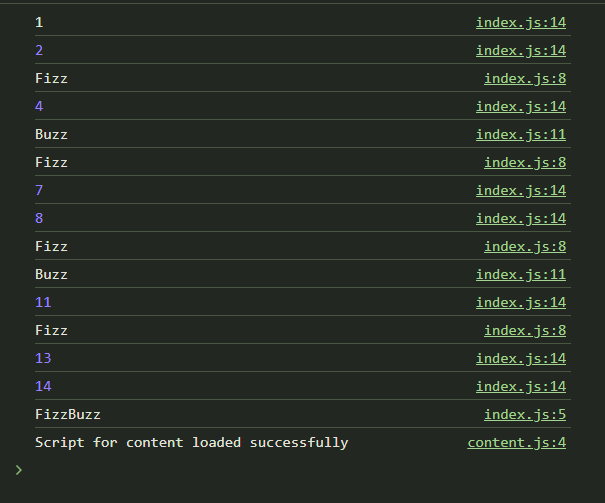 1 index.js:14
2 index.js:14
Fizz index.js:8
4 index.js:14
Buzz index.js:11
Fizz index.js:8
7 index.js:14
8 index.js:14
Fizz index.js:8
Buzz index.js:11
11 index.js:14
Fizz index.js:8
13 index.js:14
14 index.js:14
FizzBuzz index.js:5
Script for content loaded successfully content.js:4
>